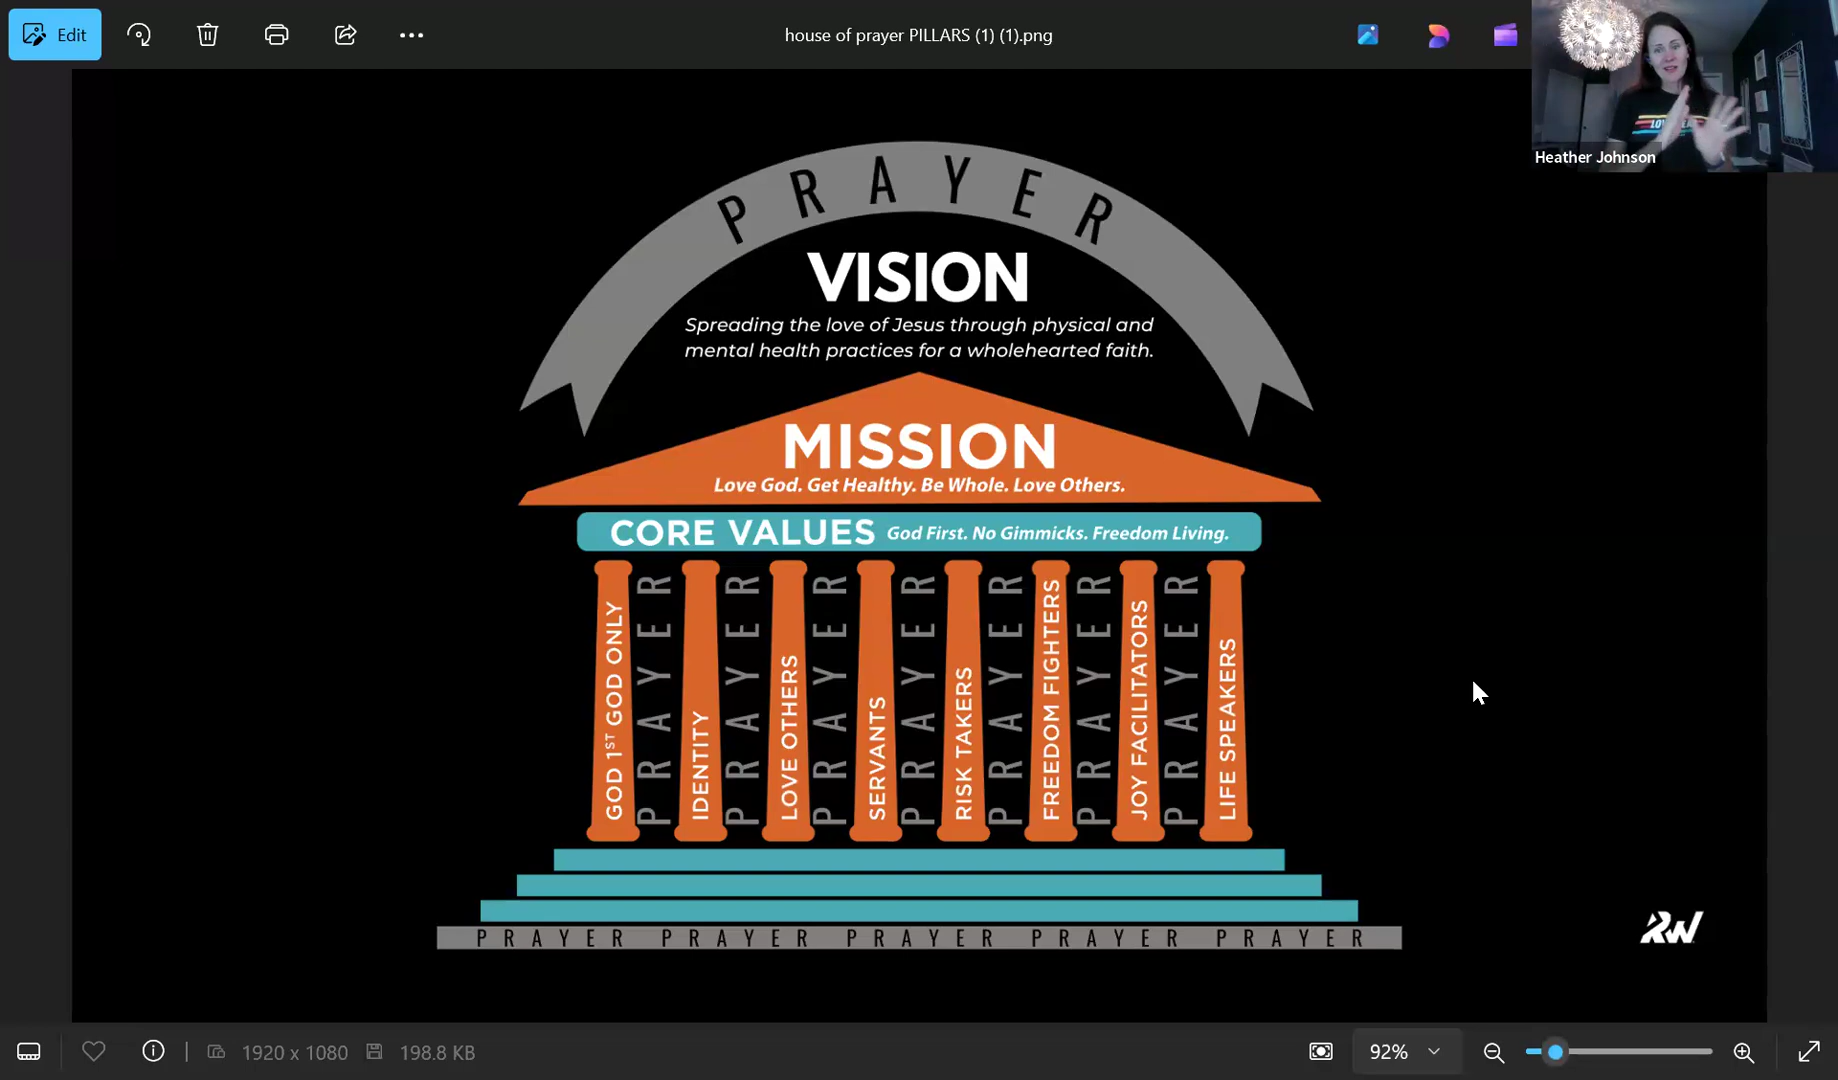 Edit
house of prayer PILLARS (1) (1).png
Heather Johnson
PRAYER
VISION
Spreading the love of Jesus through physical and
mental health practices for a wholehearted faith.
MISSION
Love God. Get Healthy. Be Whole. Love Others.
CORE VALUES God First. No Gimmicks. Freedom Living.
GOD 1ST GOD ONLY
PRAYER
IDENTITY
PRAYER
LOVE OTHERS
PRAYER
SERVANTS
PRAYER
RISK TAKERS
PRAYER
FREEDOM FIGHTERS
PRAYER
JOY FACILITATORS
PRAYER
LIFE SPEAKERS
PRAYER PRAYER PRAYER PRAYER PRAYER
RW
1920 x 1080 198.8 KB
92%